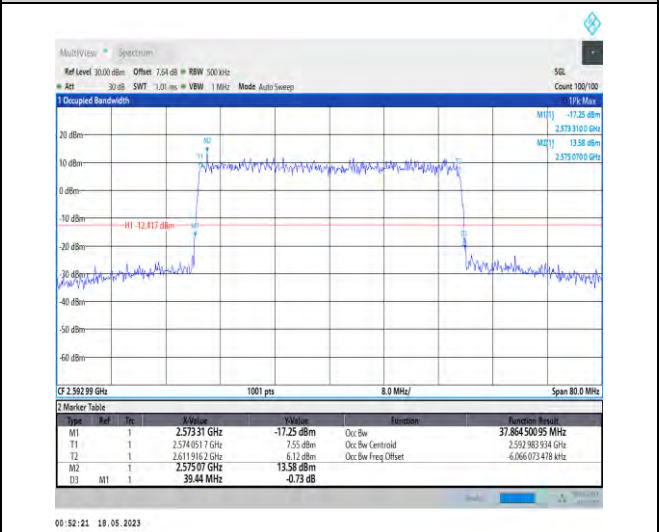 MultiView Spectrum
Ref Level 30.00 dBm Offset 7.64 dB RBW 500 kHz SGL
Att 30 dB SWT 1.01 ms VBW 1 MHz Mode Auto Sweep Count 100/100
1 Occupied Bandwidth 1Pk Max
M1[1] -17.25 dBm
2.573 310 0 GHz
M2[1] 13.58 dBm
2.575 070 0 GHz
20 dBm
M2
T1
10 dBm
0 dBm
-10 dBm
H1 -12.417 dBm
M1
-20 dBm
-30 dBm
-40 dBm
-50 dBm
-60 dBm
CF 2.592 99 GHz 1001 pts 8.0 MHz/ Span 80.0 MHz
2 Marker Table
Type Ref Trc X-Value Y-Value Function Function Result
M1 1 2.573 31 GHz -17.25 dBm Occ Bw 37.864 500 95 MHz
T1 1 2.574 051 7 GHz 7.55 dBm Occ Bw Centroid 2.592 983 934 GHz
T2 1 2.611 916 2 GHz 6.12 dBm Occ Bw Freq Offset -6.066 073 478 kHz
M2 1 2.575 07 GHz 13.58 dBm
D3 M1 1 39.44 MHz -0.73 dB
00:52:21 18.05.2023